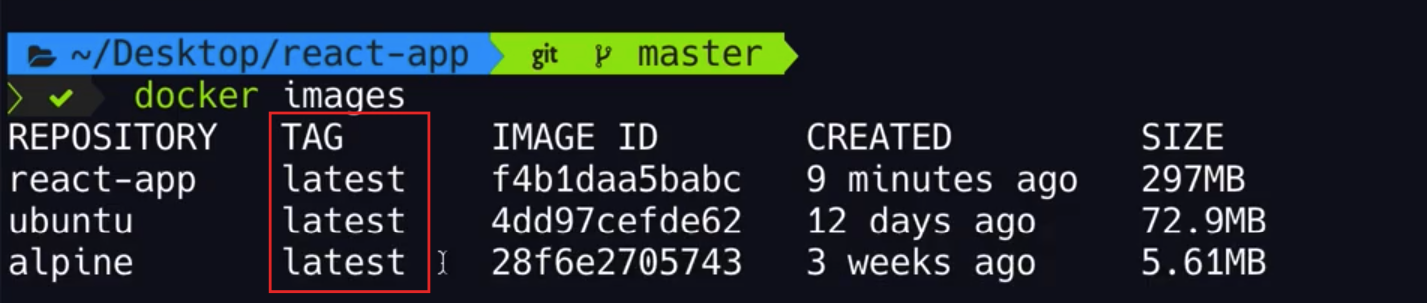 ~/Desktop/react-app git master
docker images
REPOSITORY TAG IMAGE ID CREATED SIZE
react-app latest f4b1daa5babc 9 minutes ago 297MB
ubuntu latest 4dd97cefde62 12 days ago 72.9MB
alpine latest 28f6e2705743 3 weeks ago 5.61MB